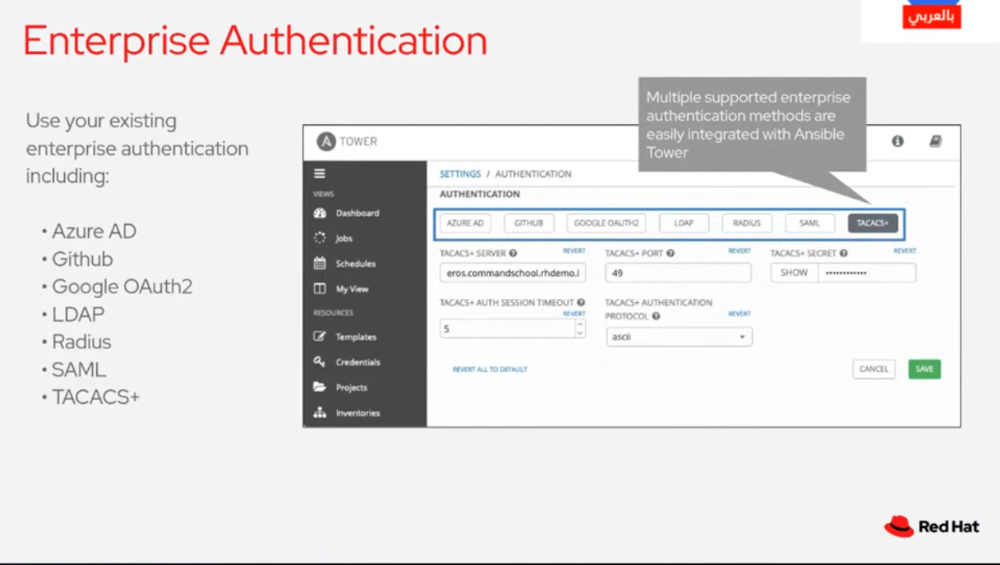 بالعربي
Enterprise Authentication
Use your existing
enterprise authentication
including:
• Azure AD
• Github
• Google OAuth2
• LDAP
• Radius
• SAML
• TACACS+
Multiple supported enterprise
authentication methods are
easily integrated with Ansible
Tower
A TOWER
VIEWS
Dashboard
Jobs
Schedules
My View
RESOURCES
Templates
Credentials
Projects
Inventories
SETTINGS / AUTHENTICATION
AUTHENTICATION
AZURE AD GITHUB GOOGLE OAUTH2 LDAP RADIUS SAML TACACS+
TACACS+ SERVER ? REVERT TACACS+ PORT ? REVERT TACACS+ SECRET ? REVERT
eros.commandschool.rhdemo.i 49 SHOW ••••••••••••
TACACS+ AUTH SESSION TIMEOUT ? REVERT
5
TACACS+ AUTHENTICATION
PROTOCOL ? REVERT
ascii
REVERT ALL TO DEFAULT CANCEL SAVE
Red Hat